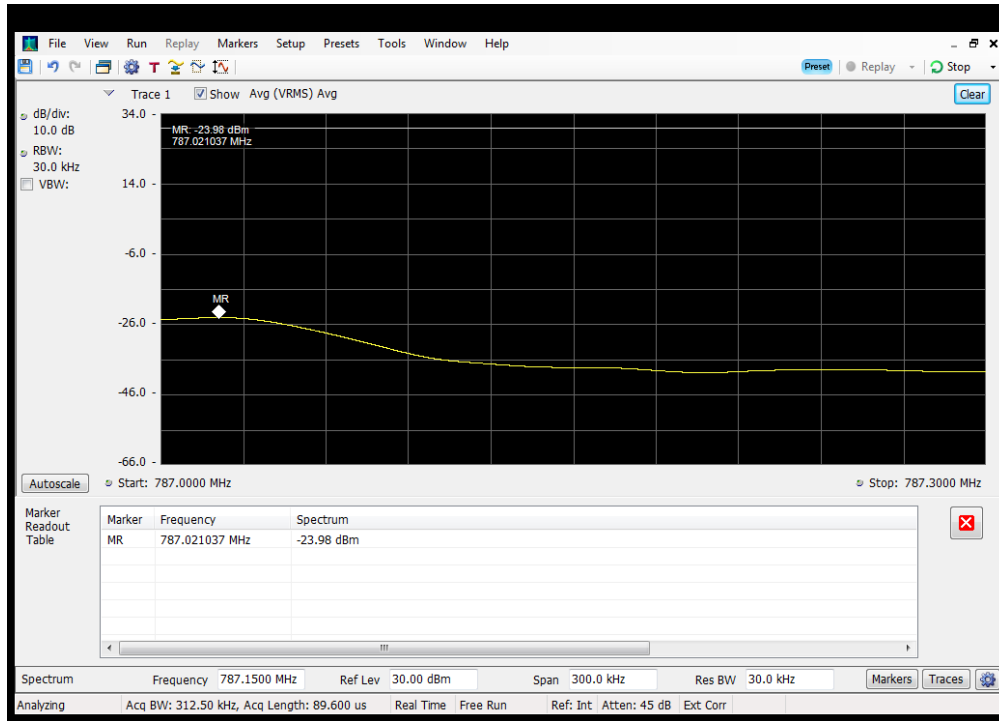 File View Run Replay Markers Setup Presets Tools Window Help
T Preset Replay Stop
Trace 1 Show Avg (VRMS) Avg Clear
dB/div:
10.0 dB
RBW:
30.0 kHz
VBW:
34.0
14.0
-6.0
-26.0
-46.0
-66.0
MR: -23.98 dBm
787.021037 MHz
MR
Autoscale Start: 787.0000 MHz Stop: 787.3000 MHz
Marker
Readout
Table
Marker Frequency Spectrum
MR 787.021037 MHz -23.98 dBm
Spectrum Frequency 787.1500 MHz Ref Lev 30.00 dBm Span 300.0 kHz Res BW 30.0 kHz Markers Traces
Analyzing Acq BW: 312.50 kHz, Acq Length: 89.600 us Real Time Free Run Ref: Int Atten: 45 dB Ext Corr